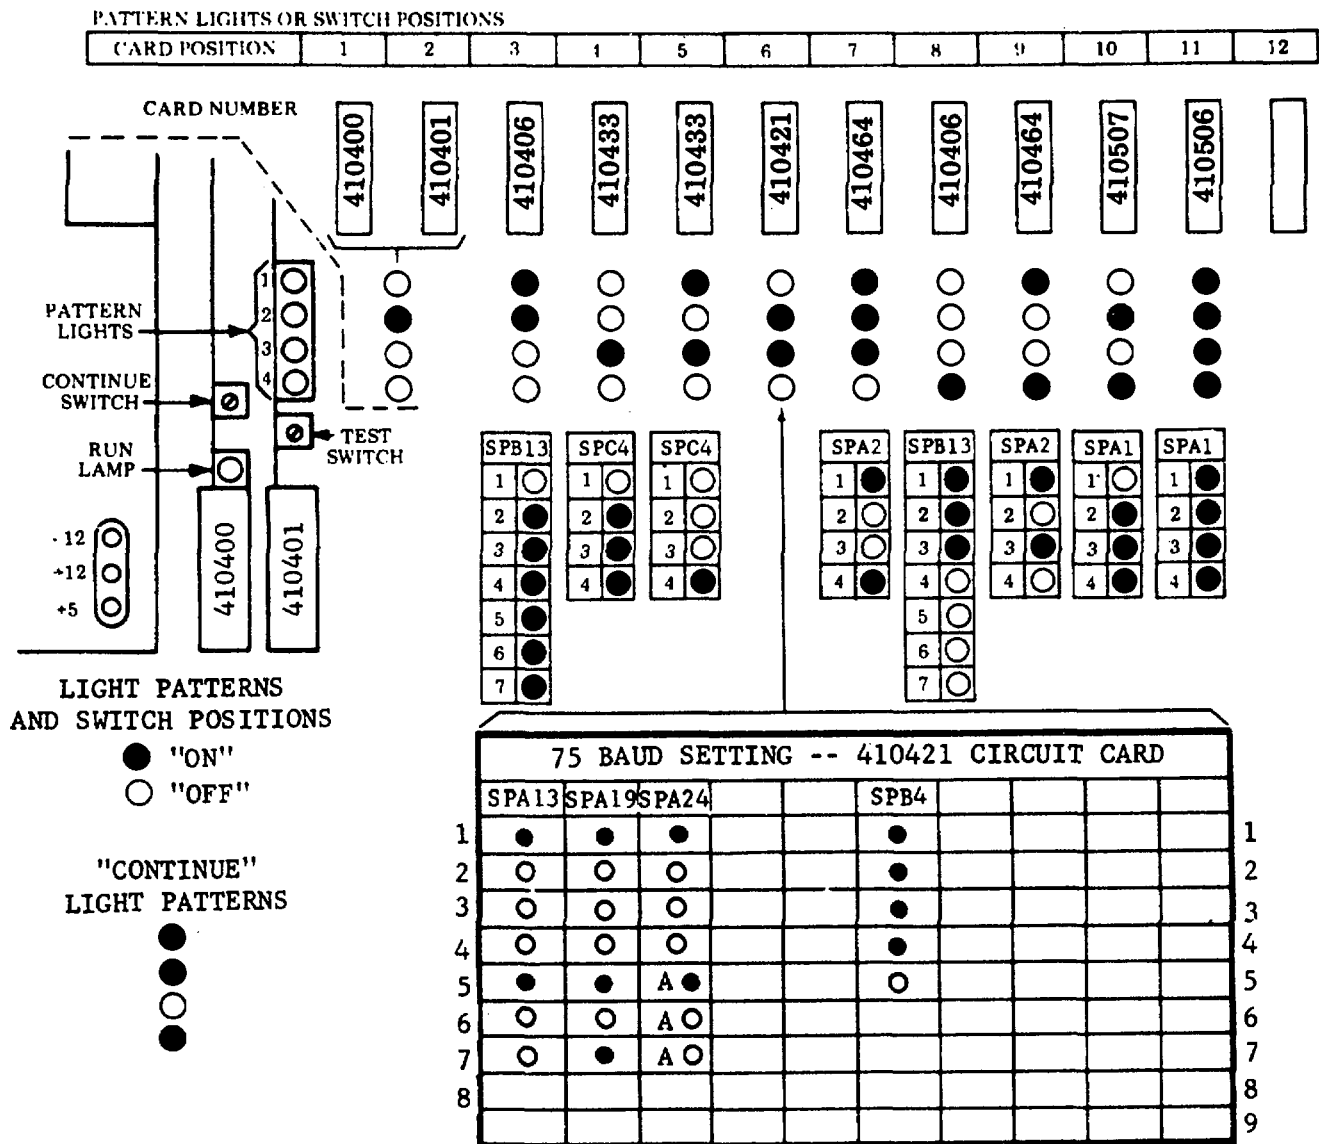 PATTERN LIGHTS OR SWITCH POSITIONS
CARD POSITION 1 2 3 4 5 6 7 8 9 10 11 12
CARD NUMBER
410400 410401 410406 410433 410433 410421 410464 410406 410464 410507 410506
PATTERN
LIGHTS
1
2
3
4
CONTINUE
SWITCH
TEST
SWITCH
RUN
LAMP
-12
+12
+5
410400
410401
SPB13 SPC4 SPC4 SPA2 SPB13 SPA2 SPA1 SPA1
1 1 1 1 1 1 1 1
2 2 2 2 2 2 2 2
3 3 3 3 3 3 3 3
4 4 4 4 4 4 4 4
5 5
6 6
7 7
LIGHT PATTERNS
AND SWITCH POSITIONS
"ON"
"OFF"
"CONTINUE"
LIGHT PATTERNS
75 BAUD SETTING -- 410421 CIRCUIT CARD
SPA13 SPA19 SPA24 SPB4
1 1
2 2
3 3
4 4
5 A 5
6 A 6
7 A 7
8 8
9